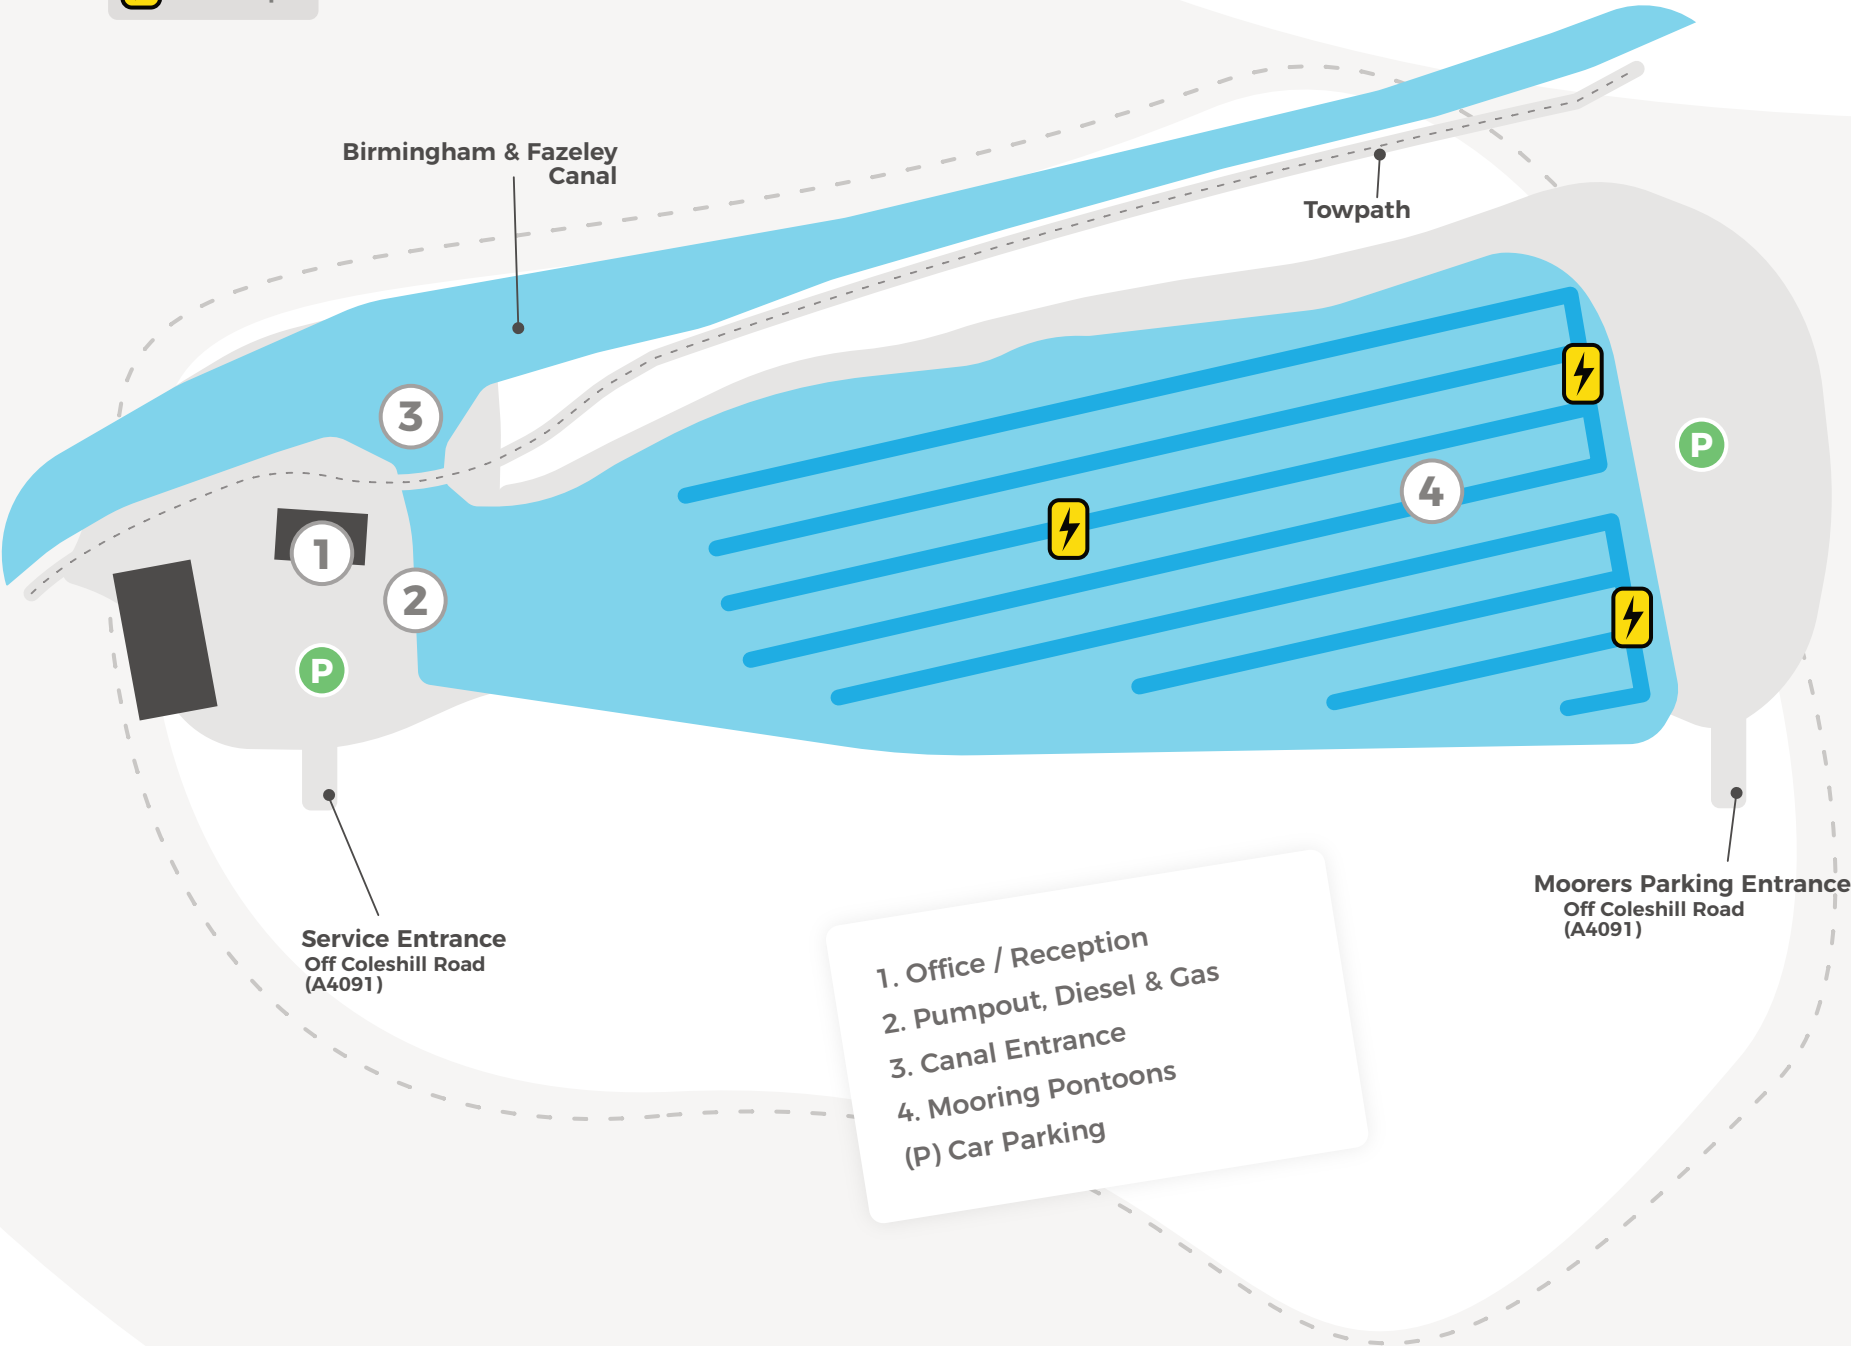 Birmingham & Fazeley
Canal
Towpath
3
1
2
4
P
P
Service Entrance
Off Coleshill Road
(A4091)
Moorers Parking Entrance
Off Coleshill Road
(A4091)
1. Office / Reception
2. Pumpout, Diesel & Gas
3. Canal Entrance
4. Mooring Pontoons
(P) Car Parking